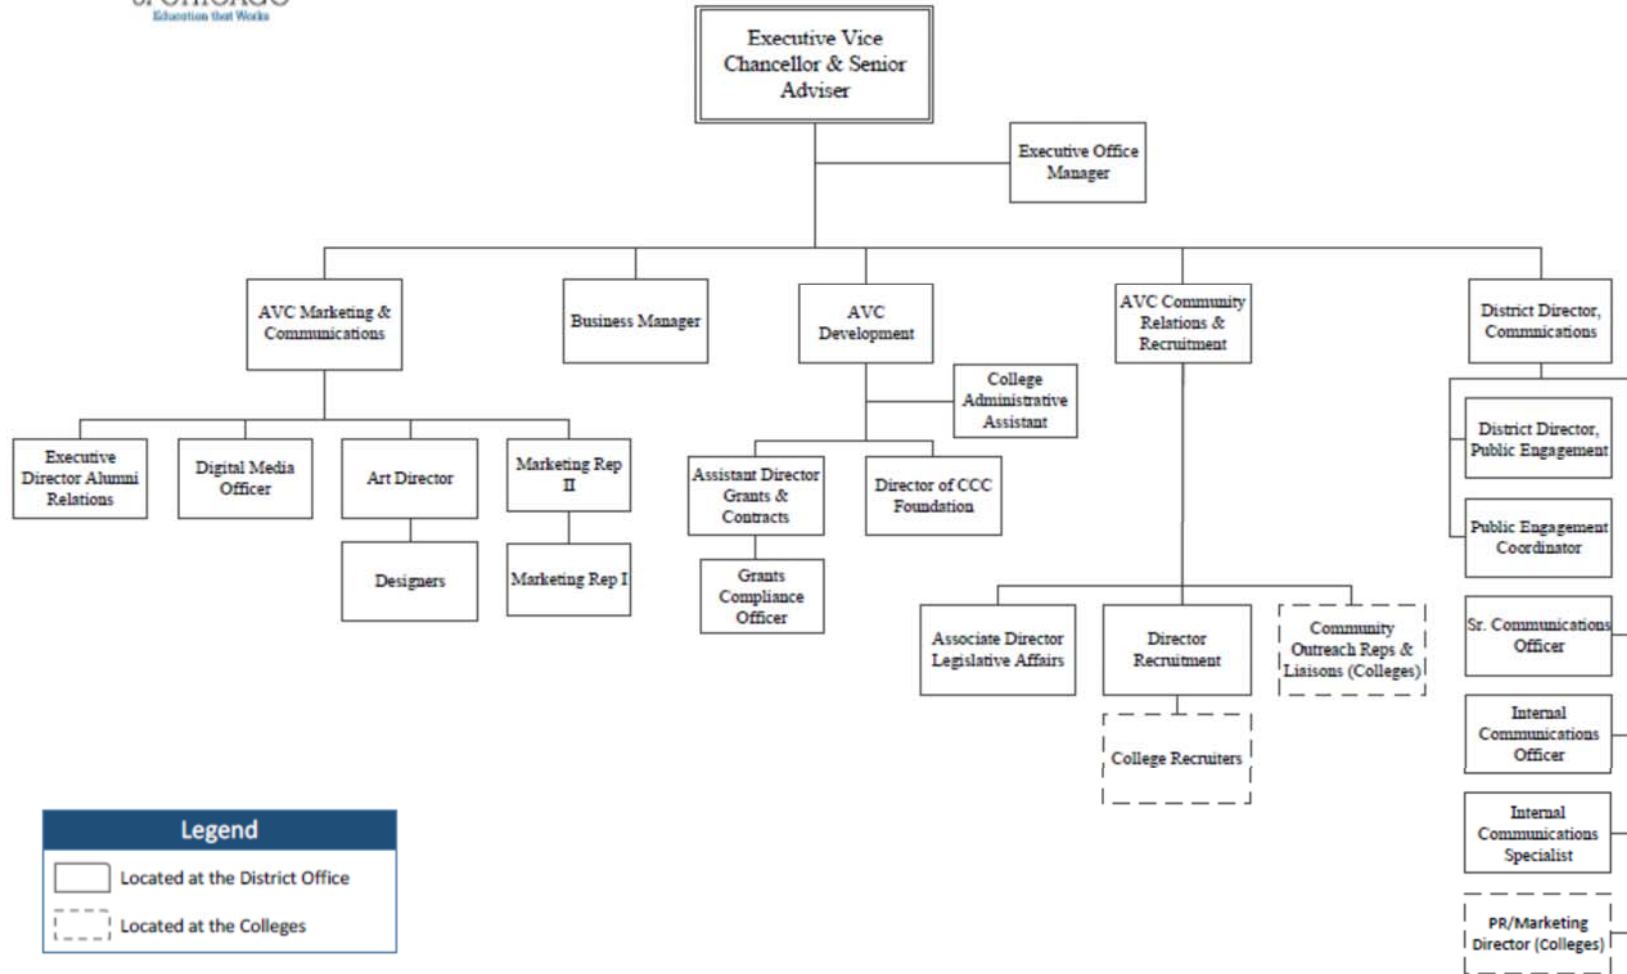 Education that Works
Executive Vice
Chancellor & Senior
Adviser
Executive Office
Manager
AVC Marketing &
Communications
Business Manager
AVC
Development
AVC Community
Relations &
Recruitment
District Director,
Commnications
College
Administrative
Assistant
Executive
Director Alumni
Relations
Digital Media
Officer
Art Director
Marketing Rep
II
Assistant Director
Grants &
Contracts
Director of CCC
Foundation
District Director,
Public Engagement
Designers
Marketing Rep I
Grants
Compliance
Officer
Public Engagement
Coordinator
Associate Director
Legislative Affairs
Director
Recruitment
Community
Outreach Reps &
Liaisons (Colleges)
Sr. Communications
Officer
College Recruiters
Internal
Communications
Officer
Internal
Communications
Specialist
PR/Marketing
Director (Colleges)
Legend
Located at the District Office
Located at the Colleges